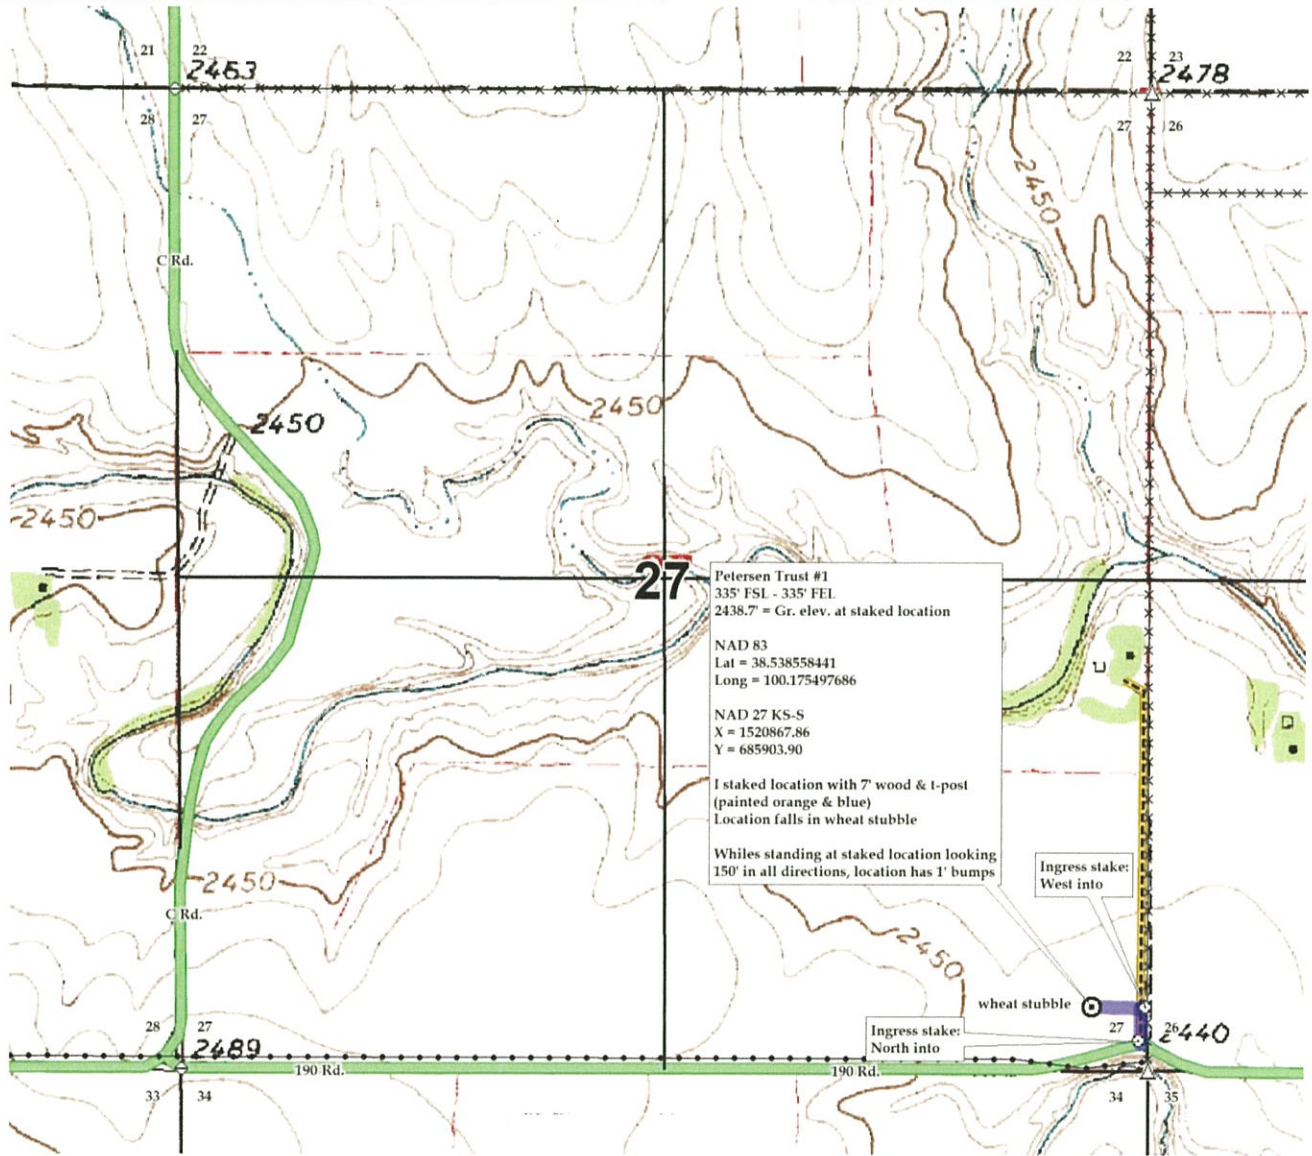 21 22
2463
28 27
22 23
2478
27 26
2450
C Rd.
2450
2450
2450
27
Petersen Trust #1
335' FSL - 335' FEL
2438.7' = Gr. elev. at staked location
NAD 83
Lat = 38.538558441
Long = 100.175497686
NAD 27 KS-S
X = 1520867.86
Y = 685903.90
I staked location with 7' wood & t-post
(painted orange & blue)
Location falls in wheat stubble
Whiles standing at staked location looking
150' in all directions, location has 1' bumps
Ingress stake:
West into
2450
C Rd.
2450
wheat stubble
28 27
2489
Ingress stake:
North into
27 26
2440
190 Rd.
190 Rd.
33 34
34 35